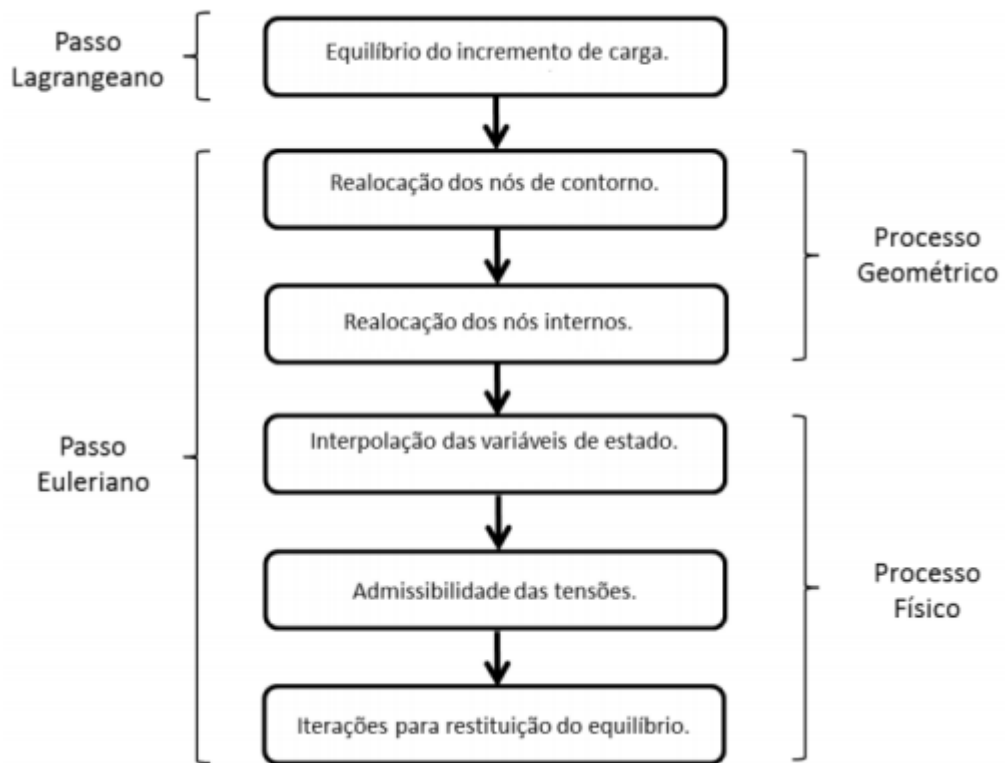 Passo
Lagrangeano
Equilíbrio do incremento de carga.
Realocação dos nós de contorno.
Processo
Geométrico
Realocação dos nós internos.
Passo
Euleriano
Interpolação das variáveis de estado.
Admissibilidade das tensões.
Processo
Físico
Iterações para restituição do equilíbrio.